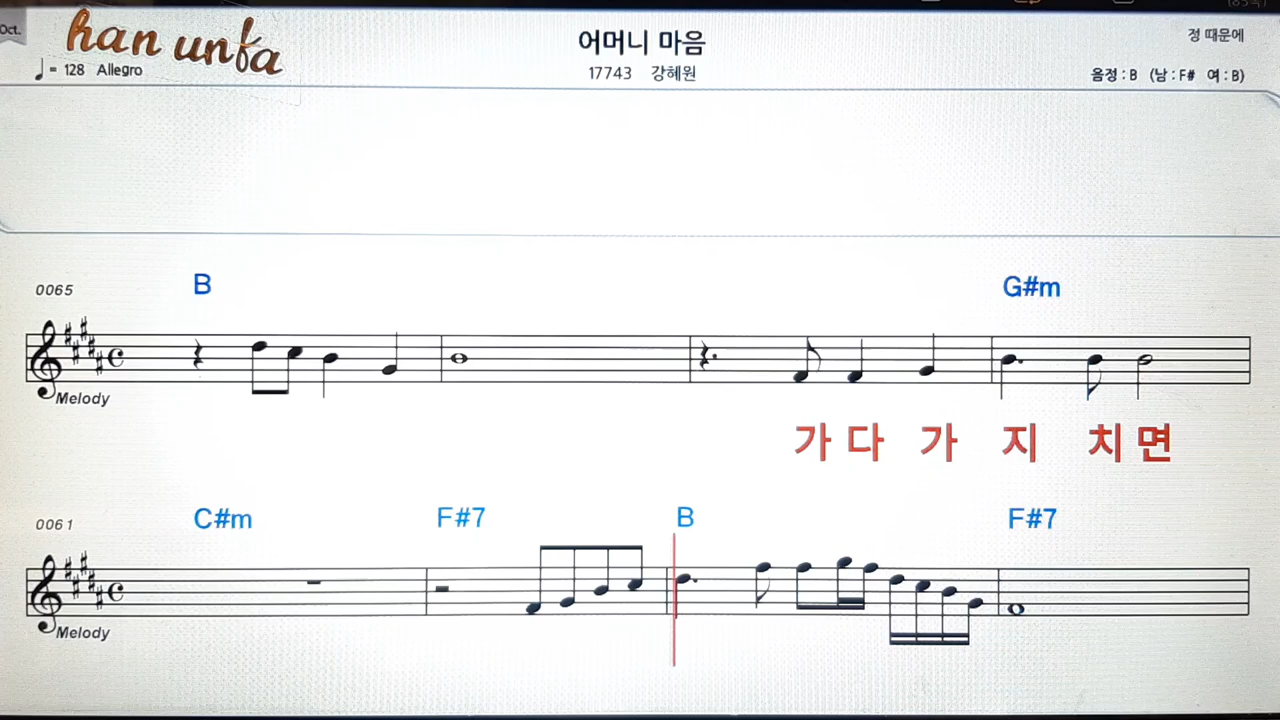 Oct.
han unfa
어머니 마음
정 때문에
♩= 128 Allegro
17743 강혜원
음정 : B (남 : F# 여 : B)
0065
B
G#m
Melody
가 다 가 지 치 면
0061
C#m
F#7
B
F#7
Melody